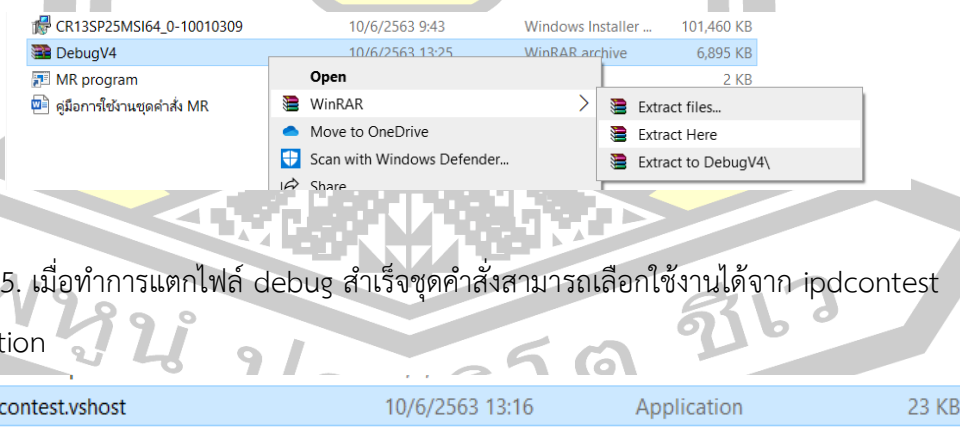 CR13SP25MSI64_0-10010309 10/6/2563 9:43 Windows Installer ... 101,460 KB
DebugV4 10/6/2563 13:25 WinRAR archive 6,895 KB
MR program 2 KB
คู่มือการใช้งานชุดคำสั่ง MR
Open
WinRAR
Move to OneDrive
Scan with Windows Defender...
Share
Extract files...
Extract Here
Extract to DebugV4\
5. เมื่อทำการแตกไฟล์ debug สำเร็จชุดคำสั่งสามารถเลือกใช้งานได้จาก ipdcontest
tion
contest.vshost 10/6/2563 13:16 Application 23 KB